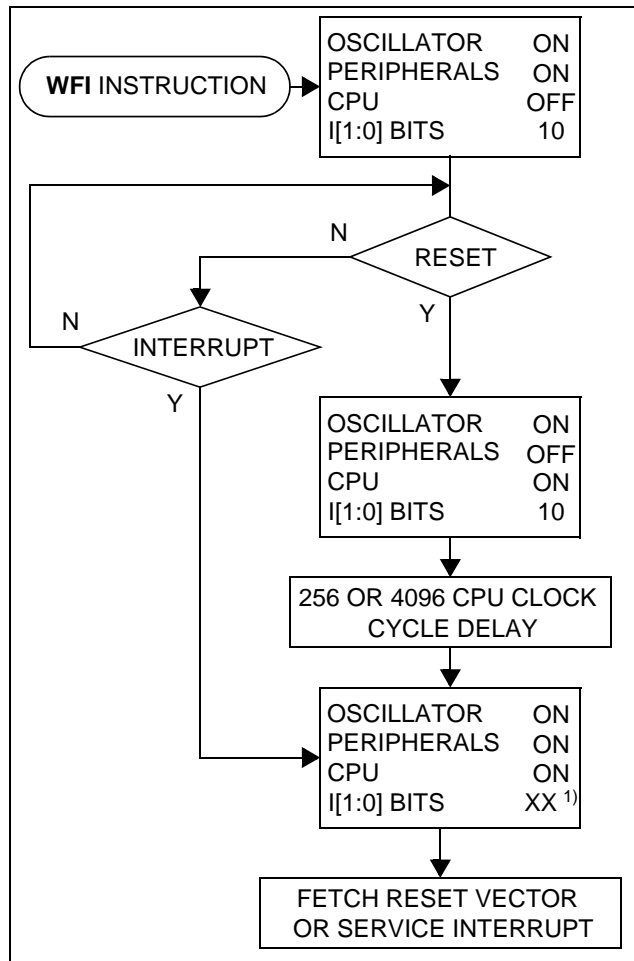 WFI INSTRUCTION
OSCILLATOR ON
PERIPHERALS ON
CPU OFF
I[1:0] BITS 10
RESET
N
Y
INTERRUPT
N
Y
OSCILLATOR ON
PERIPHERALS OFF
CPU ON
I[1:0] BITS 10
256 OR 4096 CPU CLOCK
CYCLE DELAY
OSCILLATOR ON
PERIPHERALS ON
CPU ON
I[1:0] BITS XX 1)
FETCH RESET VECTOR
OR SERVICE INTERRUPT